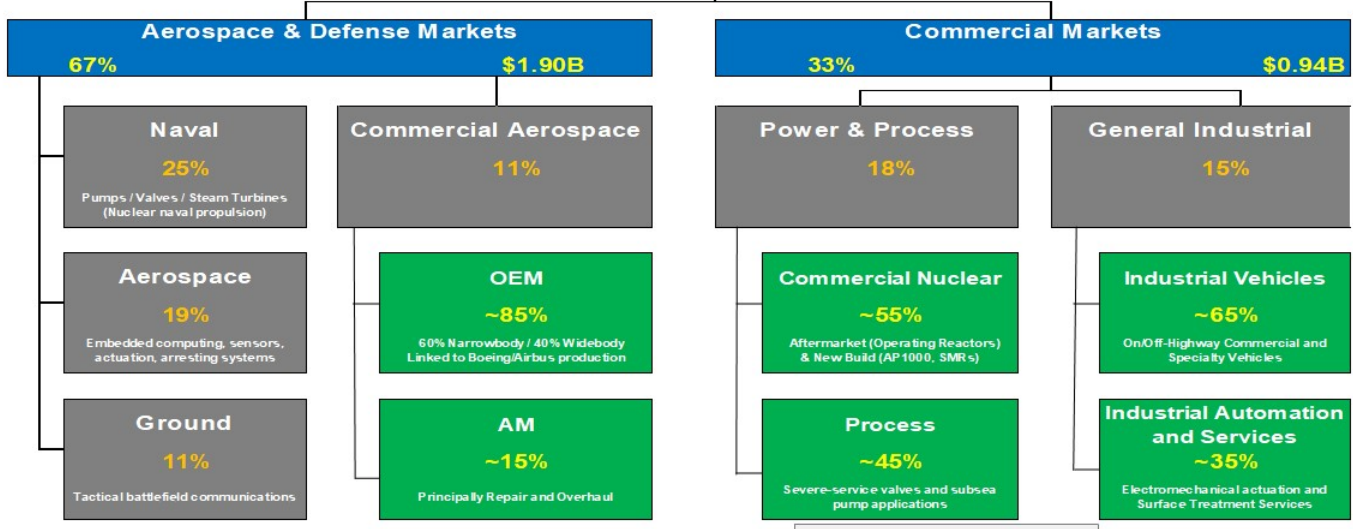 Aerospace & Defense Markets
67% $1.90B
Naval
25%
Pumps / Valves / Steam Turbines
(Nuclear naval propulsion)
Aerospace
19%
Embedded computing, sensors,
actuation, arresting systems
Ground
11%
Tactical battlefield communications
Commercial Aerospace
11%
OEM
~85%
60% Narrowbody / 40% Widebody
Linked to Boeing/Airbus production
AM
~15%
Principally Repair and Overhaul
Commercial Markets
33% $0.94B
Power & Process
18%
Commercial Nuclear
~55%
Aftermarket (Operating Reactors)
& New Build (AP1000, SMRs)
Process
~45%
Severe-service valves and subsea
pump applications
General Industrial
15%
Industrial Vehicles
~65%
On/Off-Highway Commercial and
Specialty Vehicles
Industrial Automation
and Services
~35%
Electromechanical actuation and
Surface Treatment Services